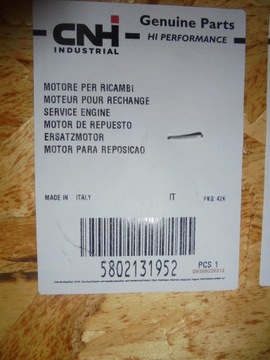 CNH
INDUSTRIAL
Genuine Parts
HI PERFORMANCE
MOTORE PER RICAMBI
MOTEUR POUR RECHANGE
SERVICE ENGINE
MOTOR DE REPUESTO
ERSATZMOTOR
MOTOR PARA REPOSICAO
MADE IN ITALY IT PKG: 42X
5802131952 PCS 1